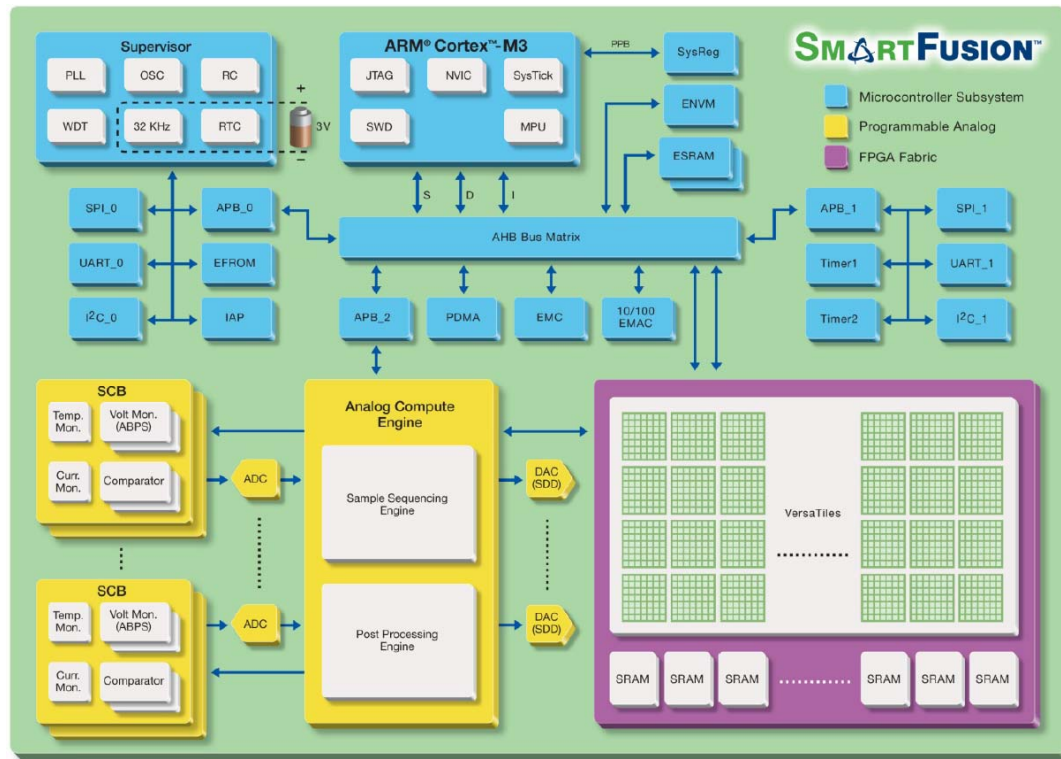 Supervisor
PLL
OSC
RC
WDT
32 KHz
RTC
+
3V
–
ARM® Cortex™-M3
JTAG
NVIC
SysTick
SWD
MPU
PPB
SysReg
ENVM
ESRAM
SMARTFUSION™
Microcontroller Subsystem
Programmable Analog
FPGA Fabric
S
D
I
SPI_0
APB_0
UART_0
EFROM
I²C_0
IAP
AHB Bus Matrix
APB_2
PDMA
EMC
10/100
EMAC
APB_1
SPI_1
Timer1
UART_1
Timer2
I²C_1
SCB
Temp.
Mon.
Volt Mon.
(ABPS)
Curr.
Mon.
Comparator
ADC
SCB
Temp.
Mon.
Volt Mon.
(ABPS)
Curr.
Mon.
Comparator
ADC
Analog Compute
Engine
Sample Sequencing
Engine
Post Processing
Engine
DAC
(SDD)
DAC
(SDD)
VersaTiles
SRAM
SRAM
SRAM
SRAM
SRAM
SRAM